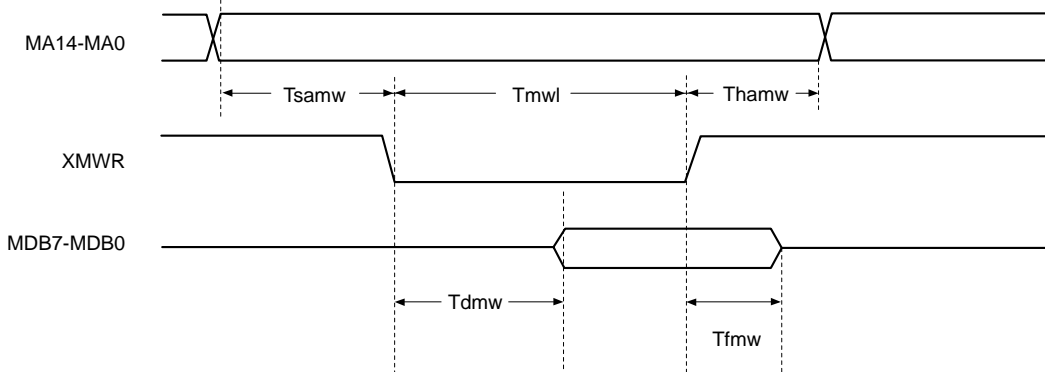 MA14-MA0
Tsamw Tmwl Thamw
XMWR
MDB7-MDB0
Tdmw
Tfmw